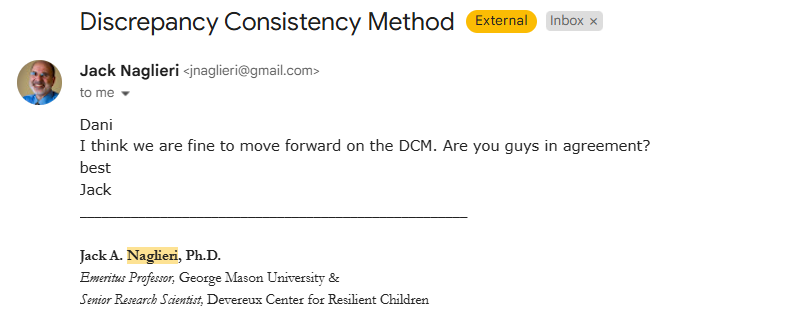 Discrepancy Consistency Method External Inbox ×
Jack Naglieri <jnaglieri@gmail.com>
to me
Dani
I think we are fine to move forward on the DCM. Are you guys in agreement?
best
Jack
Jack A. Naglieri, Ph.D.
Emeritus Professor, George Mason University &
Senior Research Scientist, Devereux Center for Resilient Children